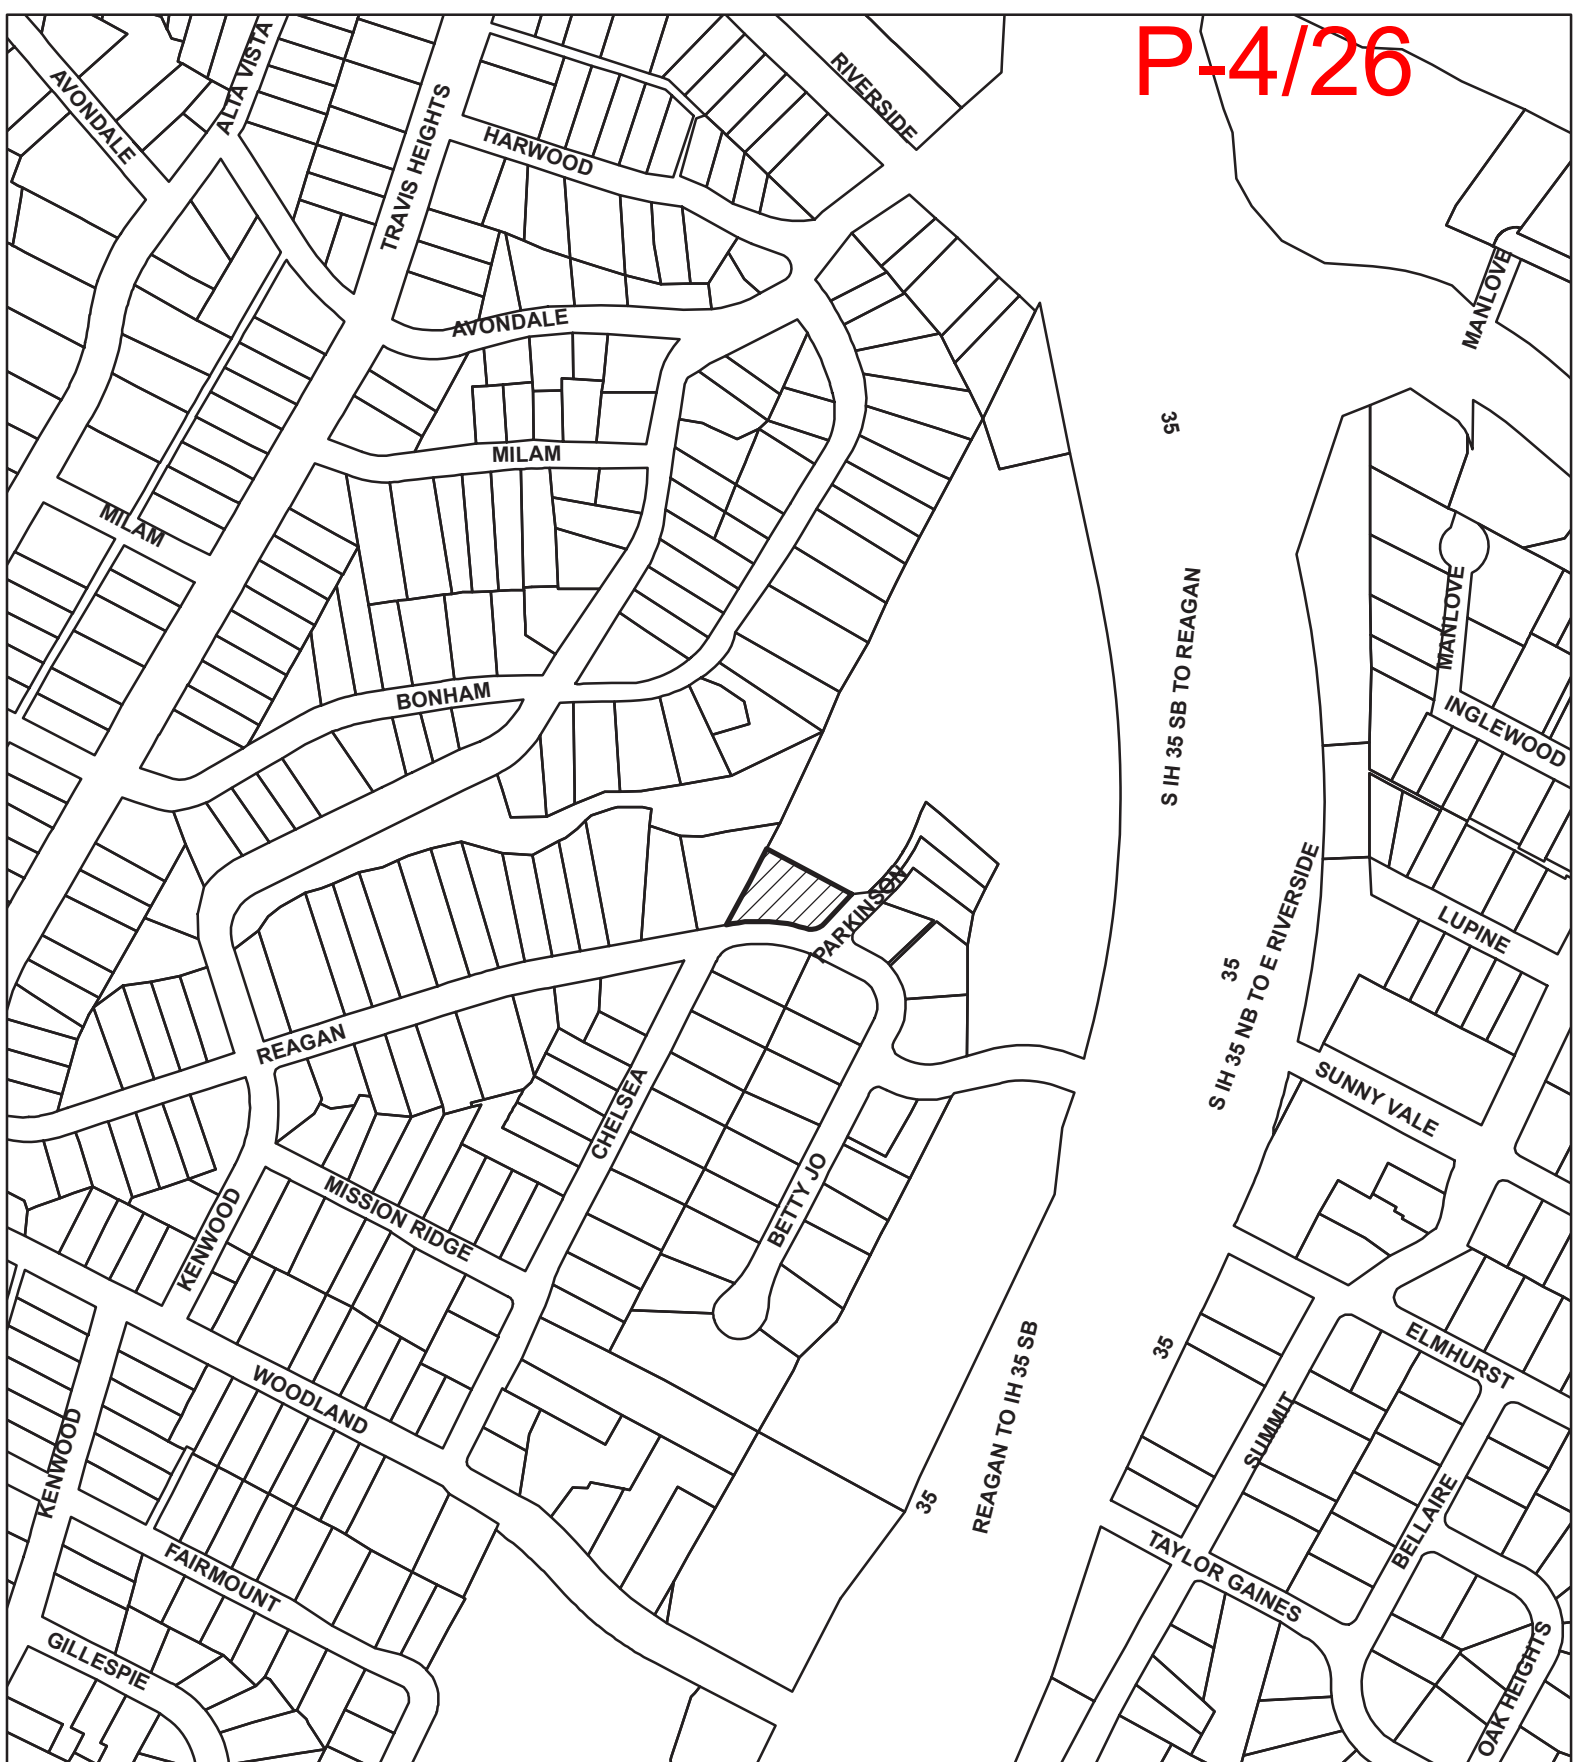 P-4/26
AVONDALE
ALTA VISTA
TRAVIS HEIGHTS
HARWOOD
RIVERSIDE
MANLOVE
AVONDALE
35
MILAM
MILAM
S IH 35 SB TO REAGAN
MANLOVE
BONHAM
INGLEWOOD
PARKINSON
S IH 35 NB TO E RIVERSIDE
35
LUPINE
REAGAN
CHELSEA
SUNNY VALE
BETTY JO
KENWOOD
MISSION RIDGE
35
ELMHURST
REAGAN TO IH 35 SB
WOODLAND
SUMMIT
KENWOOD
35
BELLAIRE
FAIRMOUNT
TAYLOR GAINES
GILLESPIE
OAK HEIGHTS